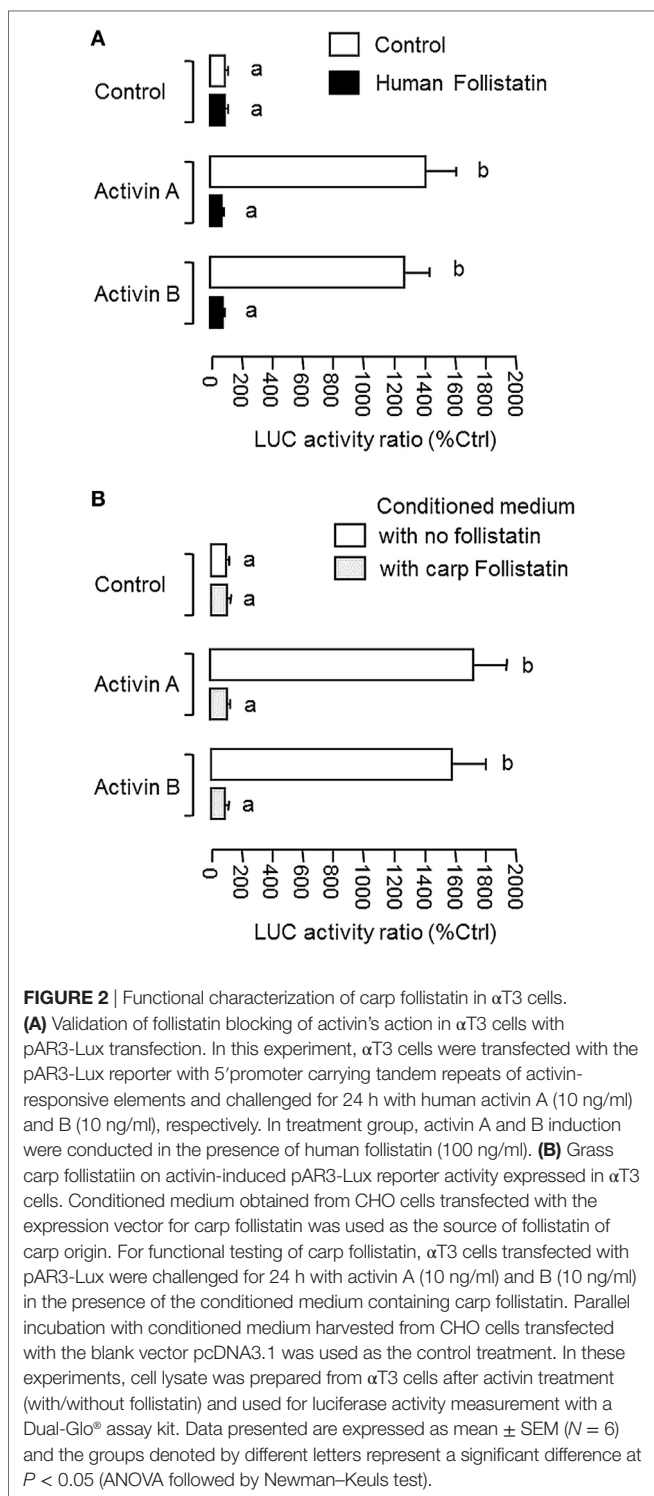 A
Control
Human Follistatin
Control
a
a
Activin A
b
a
Activin B
b
a
0
200
400
600
800
1000
1200
1400
1600
1800
2000
LUC activity ratio (%Ctrl)
B
Conditioned medium
with no follistatin
with carp Follistatin
Control
a
a
Activin A
b
a
Activin B
b
a
0
200
400
600
800
1000
1200
1400
1600
1800
2000
LUC activity ratio (%Ctrl)
FIGURE 2 | Functional characterization of carp follistatin in αT3 cells.
(A) Validation of follistatin blocking of activin's action in αT3 cells with
pAR3-Lux transfection. In this experiment, αT3 cells were transfected with the
pAR3-Lux reporter with 5′promoter carrying tandem repeats of activin-
responsive elements and challenged for 24 h with human activin A (10 ng/ml)
and B (10 ng/ml), respectively. In treatment group, activin A and B induction
were conducted in the presence of human follistatin (100 ng/ml). (B) Grass
carp follistatiin on activin-induced pAR3-Lux reporter activity expressed in αT3
cells. Conditioned medium obtained from CHO cells transfected with the
expression vector for carp follistatin was used as the source of follistatin of
carp origin. For functional testing of carp follistatin, αT3 cells transfected with
pAR3-Lux were challenged for 24 h with activin A (10 ng/ml) and B (10 ng/ml)
in the presence of the conditioned medium containing carp follistatin. Parallel
incubation with conditioned medium harvested from CHO cells transfected
with the blank vector pcDNA3.1 was used as the control treatment. In these
experiments, cell lysate was prepared from αT3 cells after activin treatment
(with/without follistatin) and used for luciferase activity measurement with a
Dual-Glo® assay kit. Data presented are expressed as mean ± SEM (N = 6)
and the groups denoted by different letters represent a significant difference at
P < 0.05 (ANOVA followed by Newman–Keuls test).